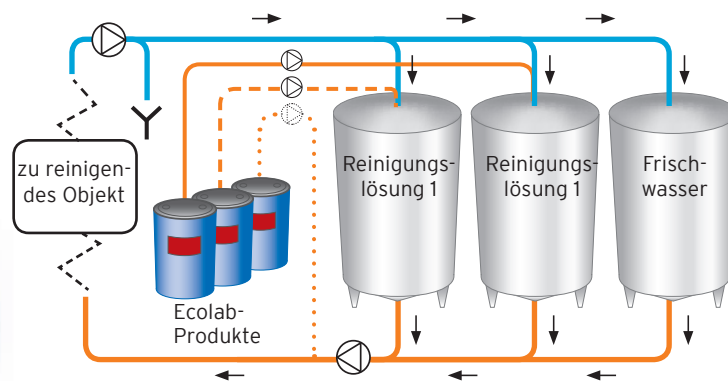 zu reinigen-
des Objekt
Ecolab-
Produkte
Reinigungs-
lösung 1
Reinigungs-
lösung 1
Frisch-
wasser